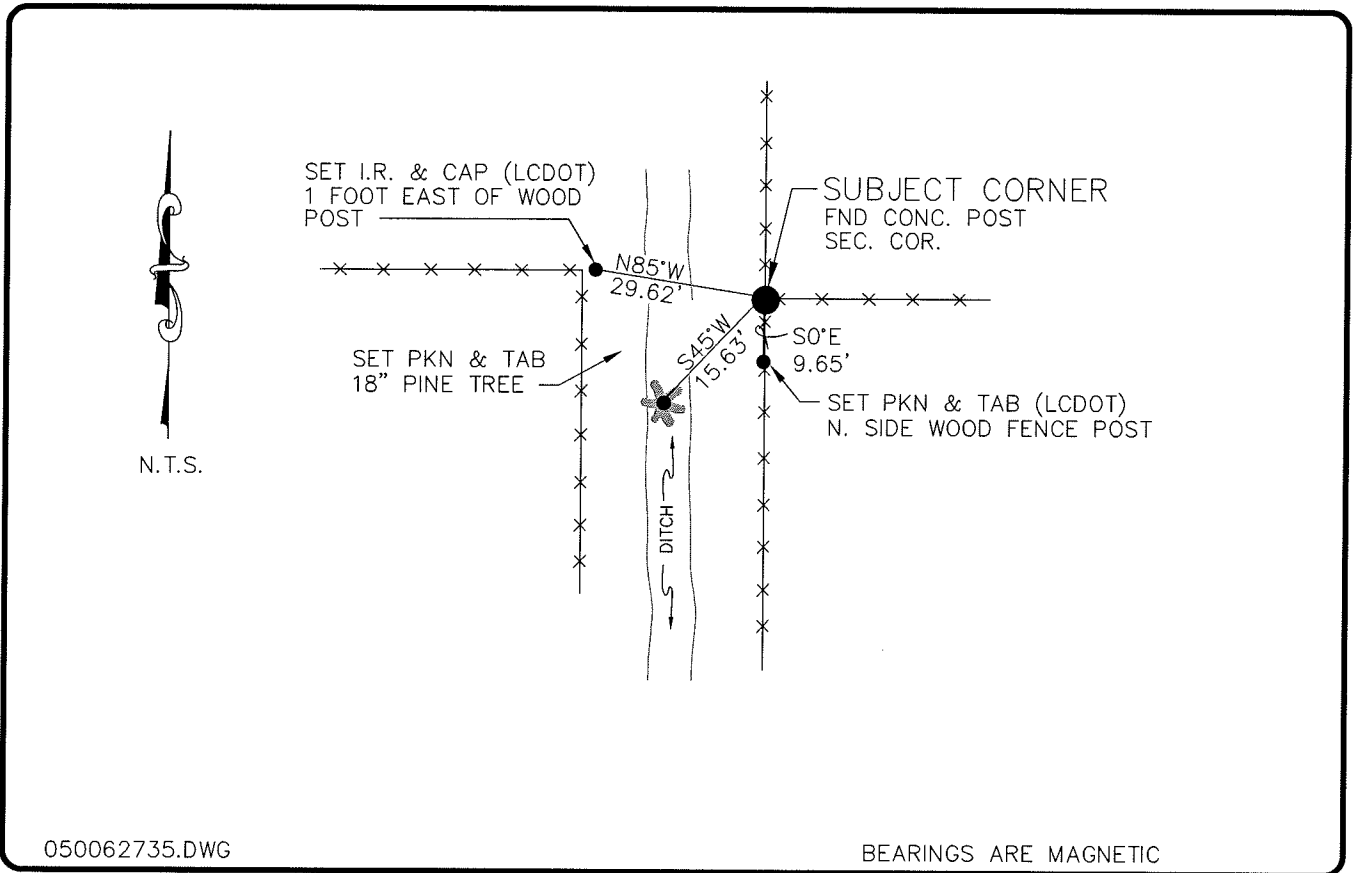 SET I.R. & CAP (LCDOT)
1 FOOT EAST OF WOOD
POST
SUBJECT CORNER
FND CONC. POST
SEC. COR.
N85°W
29.62'
S45°W
15.63'
S0°E
9.65'
SET PKN & TAB
18" PINE TREE
SET PKN & TAB (LCDOT)
N. SIDE WOOD FENCE POST
N.T.S.
DITCH
050062735.DWG
BEARINGS ARE MAGNETIC